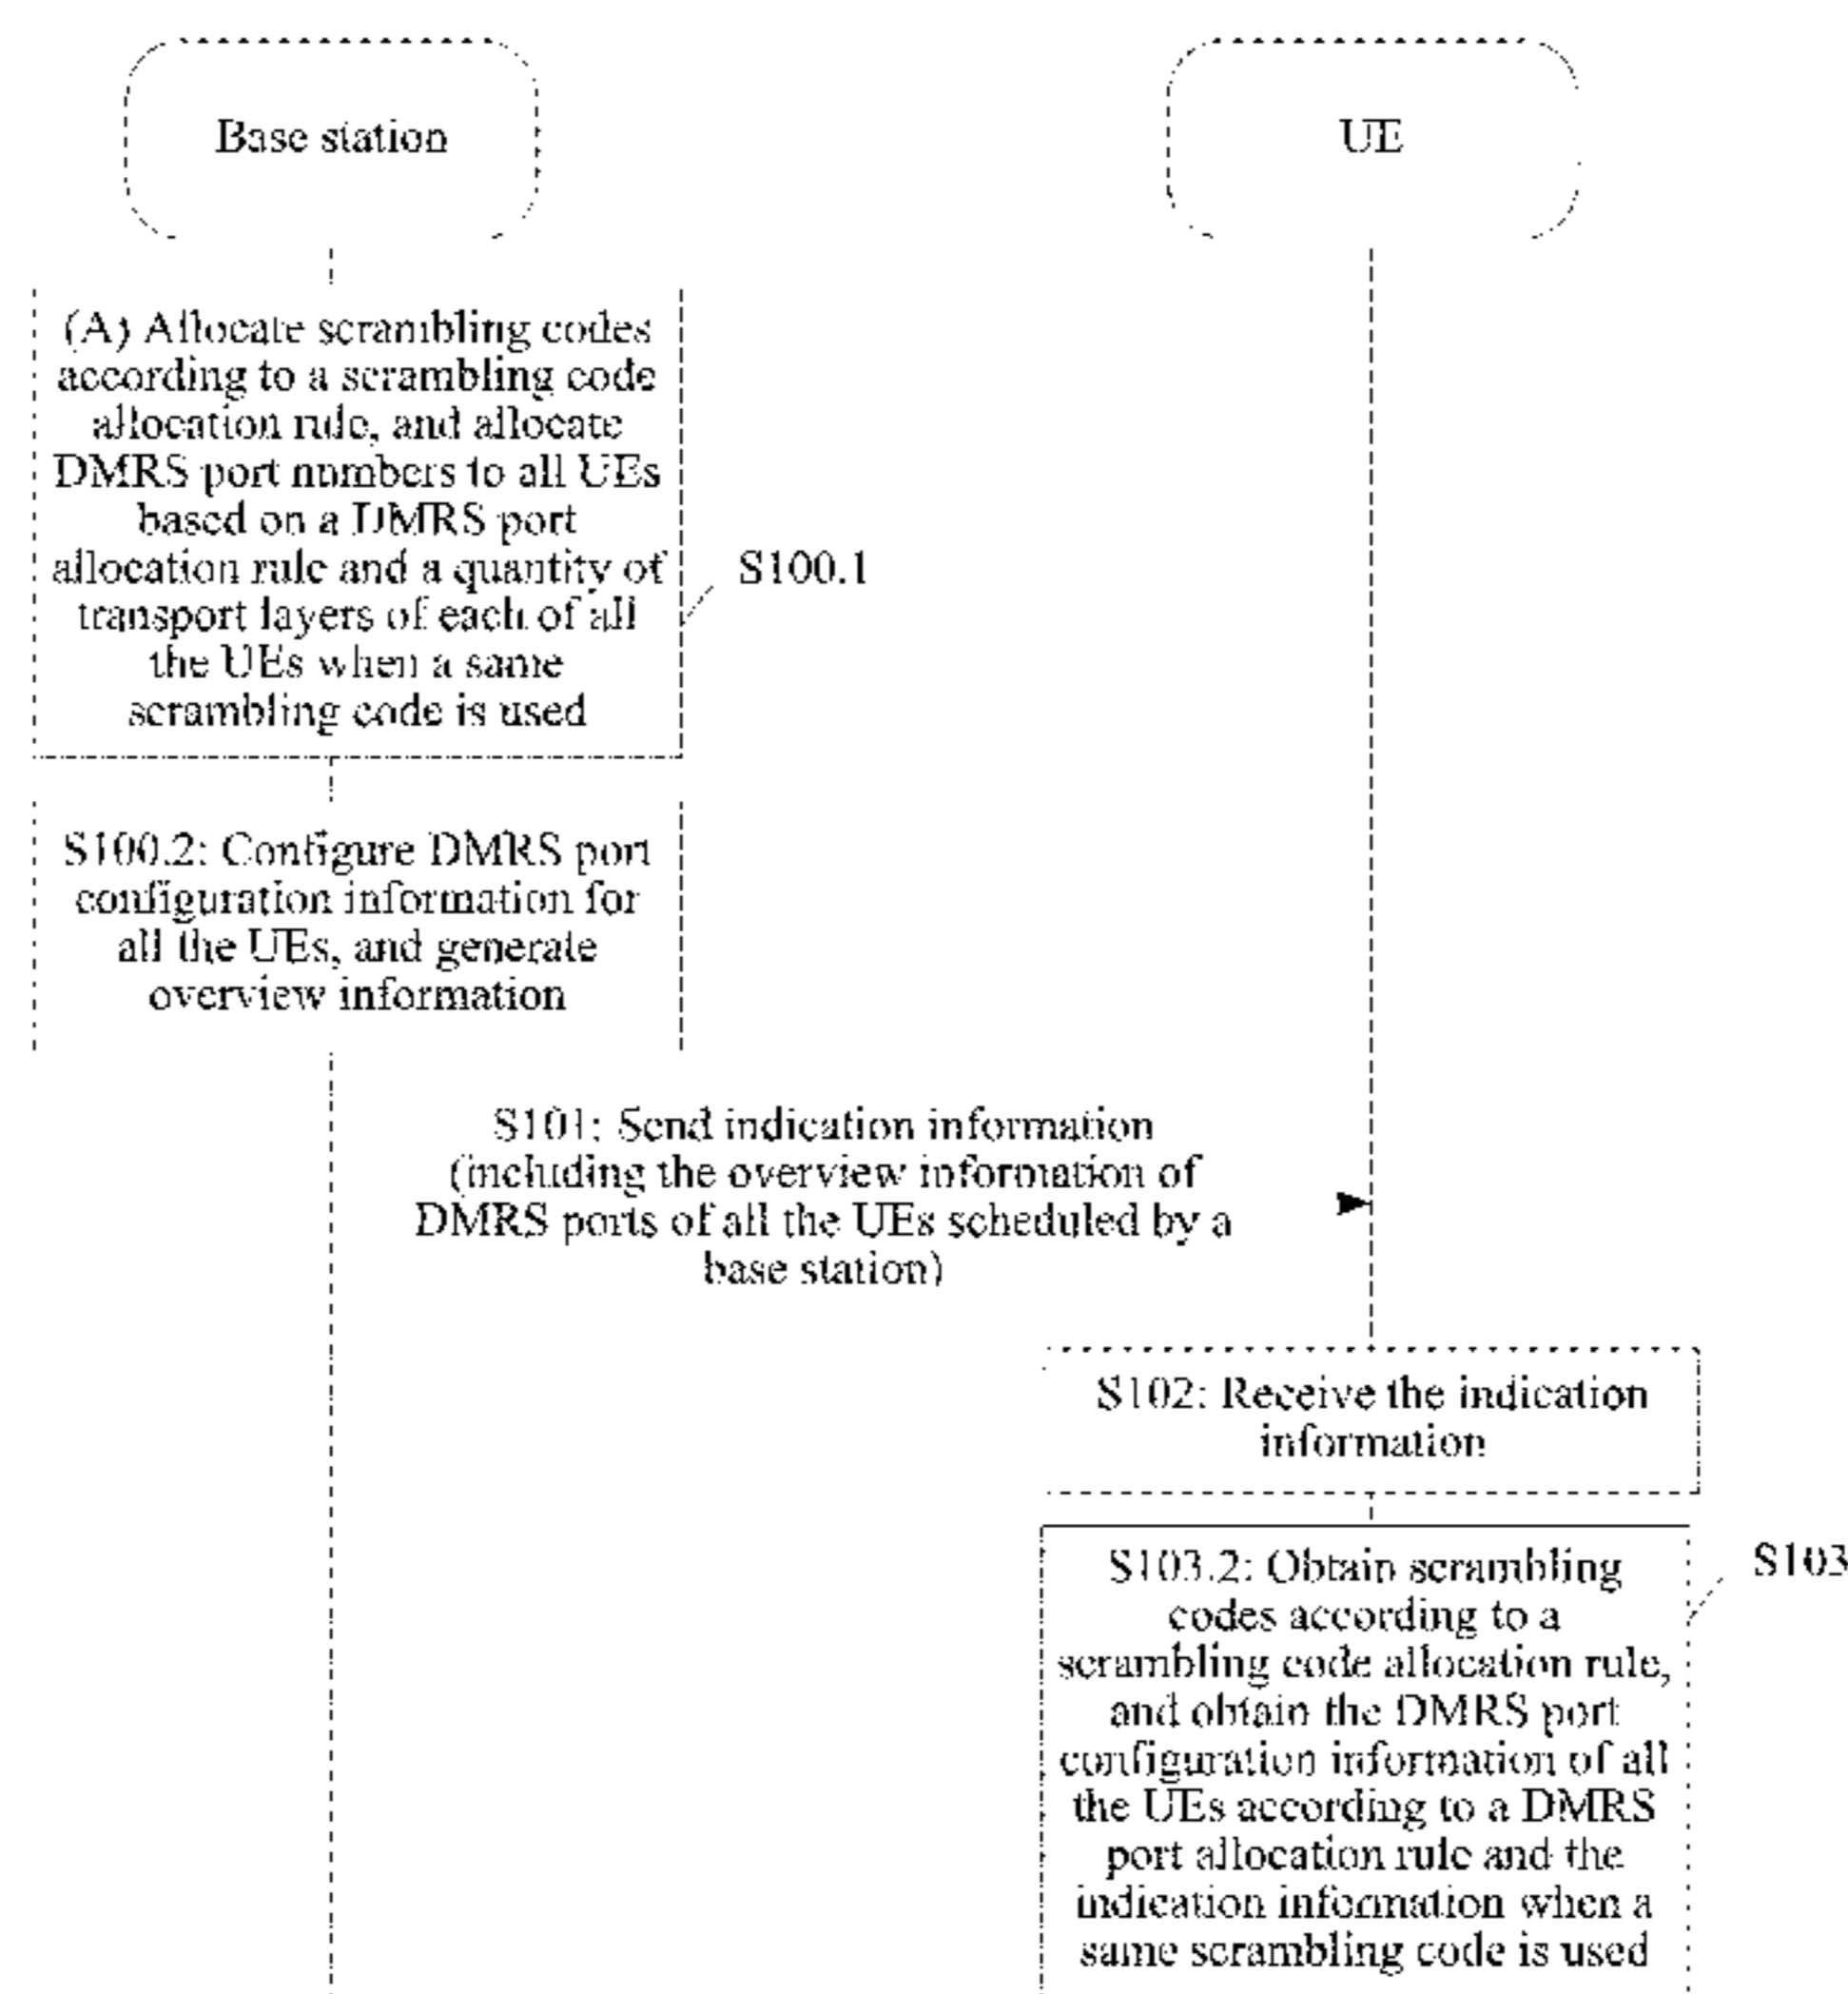 Base station
UE
(A) Allocate scrambling codes
according to a scrambling code
allocation rule, and allocate
DMRS port numbers to all UEs
based on a DMRS port
allocation rule and a quantity of
transport layers of each of all
the UEs when a same
scrambling code is used
S100.1
S100.2: Configure DMRS port
configuration information for
all the UEs, and generate
overview information
S101: Send indication information
(including the overview information of
DMRS ports of all the UEs scheduled by a
base station)
S102: Receive the indication
information
S103.2: Obtain scrambling
codes according to a
scrambling code allocation rule,
and obtain the DMRS port
configuration information of all
the UEs according to a DMRS
port allocation rule and the
indication information when a
same scrambling code is used
S103